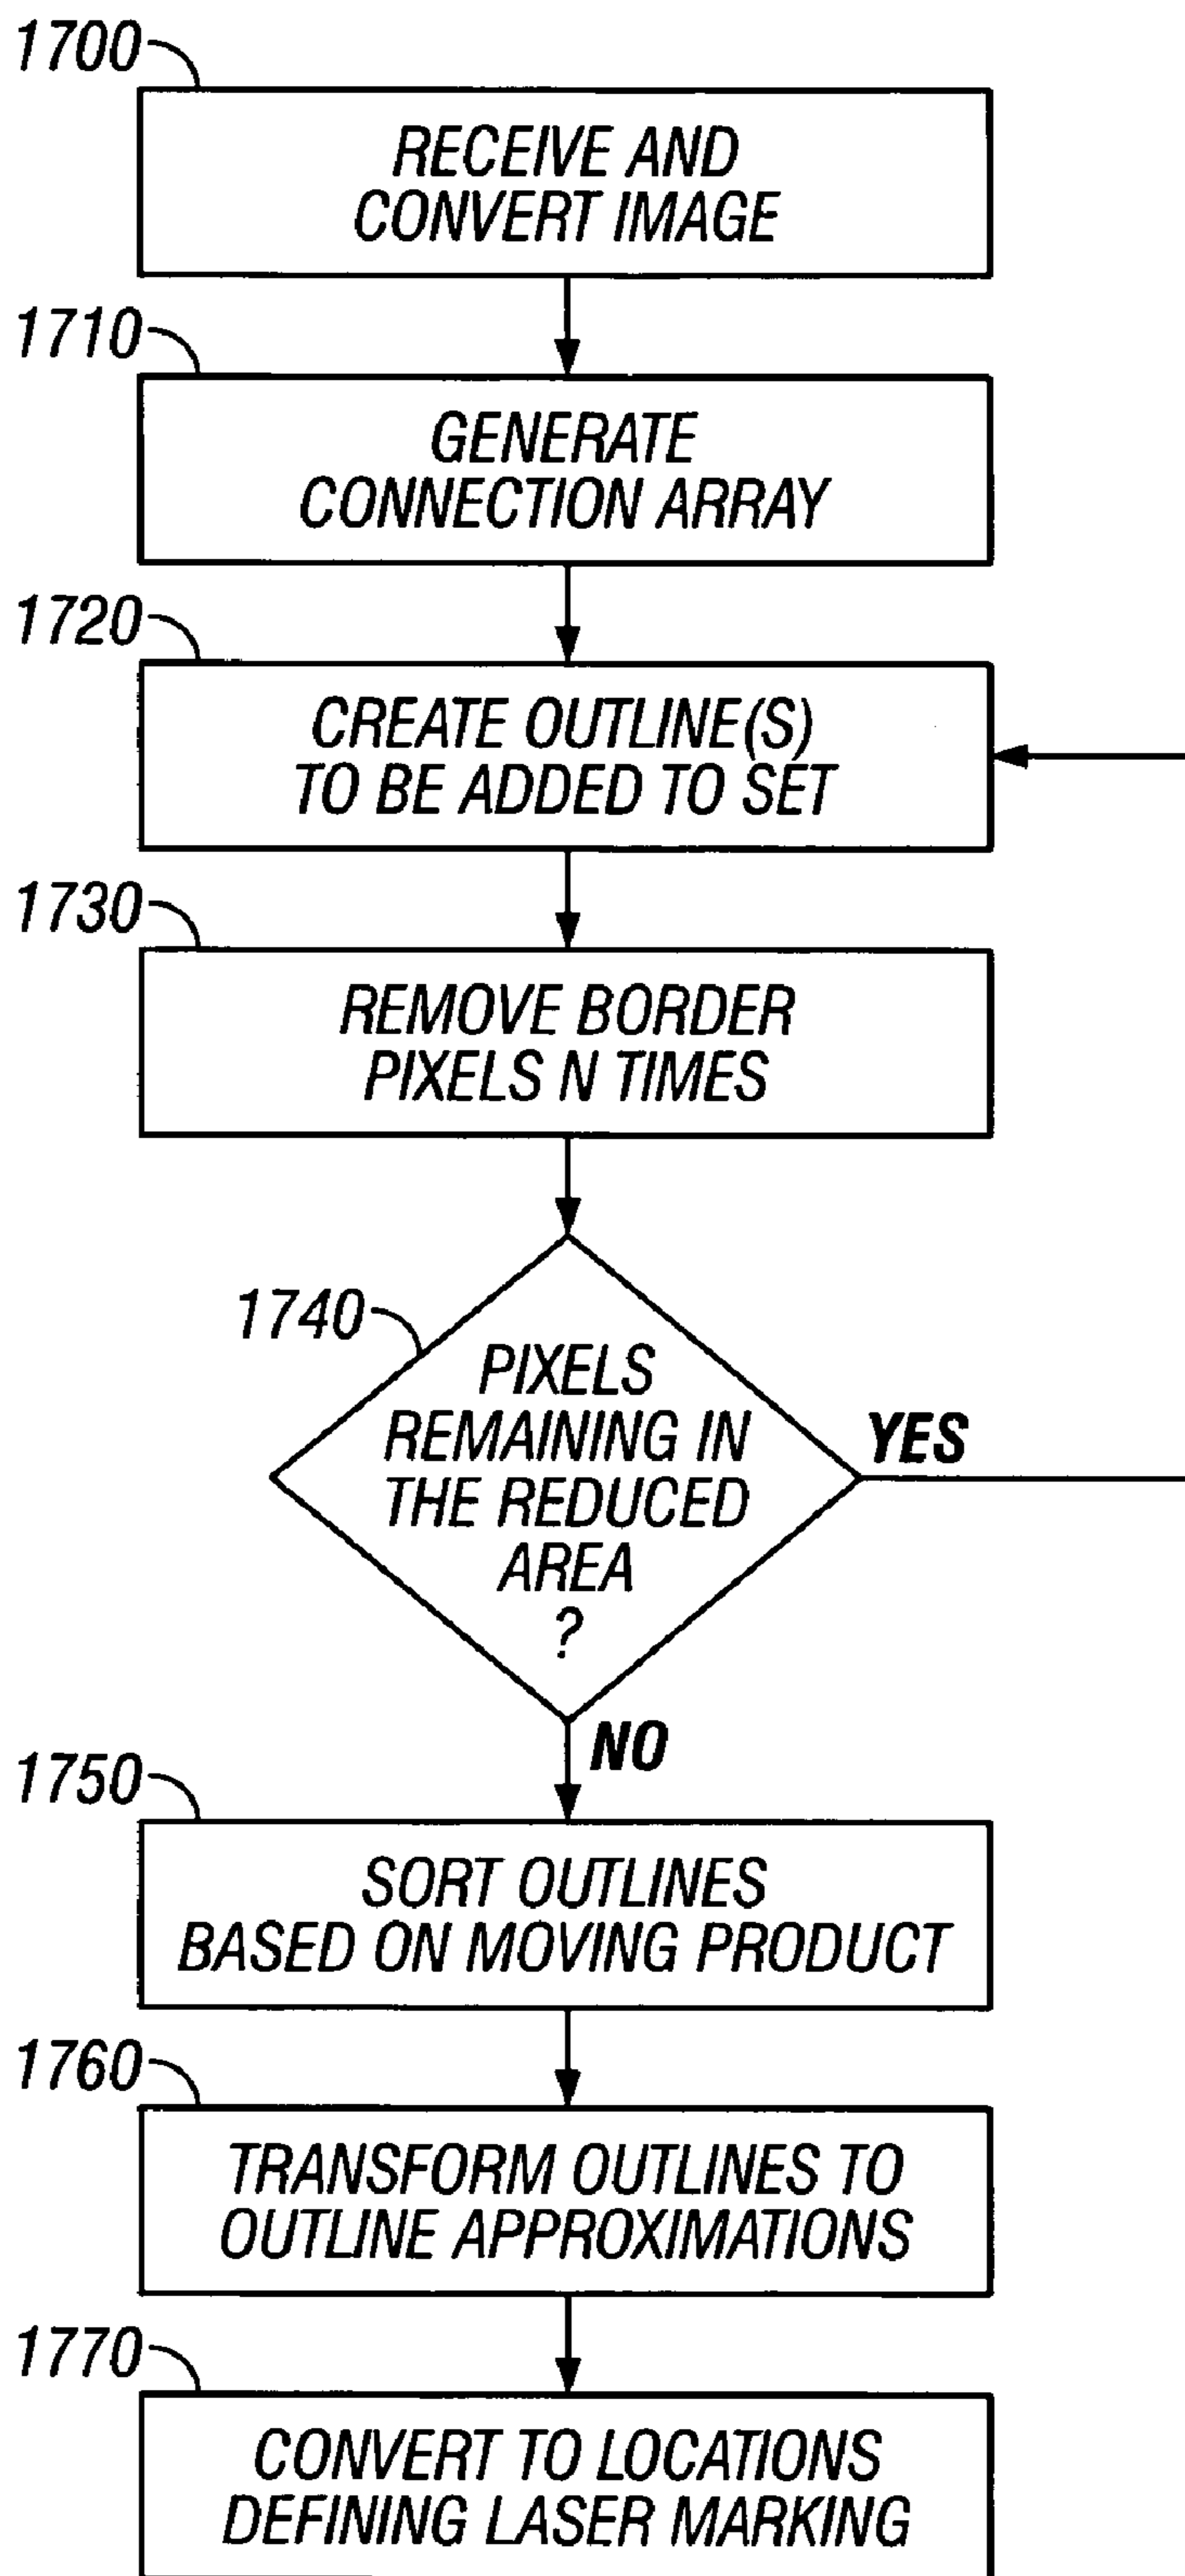 1700
RECEIVE AND
CONVERT IMAGE
1710
GENERATE
CONNECTION ARRAY
1720
CREATE OUTLINE(S)
TO BE ADDED TO SET
1730
REMOVE BORDER
PIXELS N TIMES
1740
PIXELS
REMAINING IN
THE REDUCED
AREA
?
YES
NO
1750
SORT OUTLINES
BASED ON MOVING PRODUCT
1760
TRANSFORM OUTLINES TO
OUTLINE APPROXIMATIONS
1770
CONVERT TO LOCATIONS
DEFINING LASER MARKING